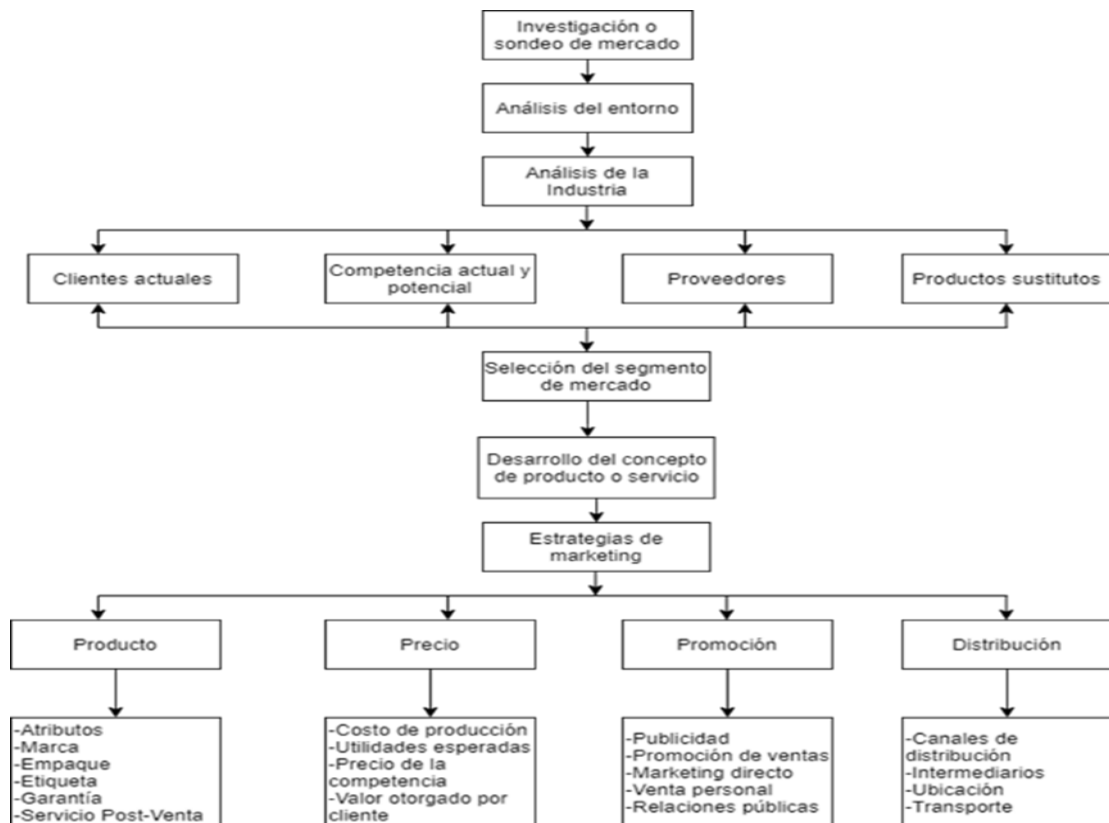 Investigación o
sondeo de mercado
Análisis del entorno
Análisis de la
Industria
Clientes actuales
Competencia actual y
potencial
Proveedores
Productos sustitutos
Selección del segmento
de mercado
Desarrollo del concepto
de producto o servicio
Estrategias de
marketing
Producto
Precio
Promoción
Distribución
-Atributos
-Marca
-Empaque
-Etiqueta
-Garantía
-Servicio Post-Venta
-Costo de producción
-Utilidades esperadas
-Precio de la
competencia
-Valor otorgado por
cliente
-Publicidad
-Promoción de ventas
-Marketing directo
-Venta personal
-Relaciones públicas
-Canales de
distribución
-Intermediarios
-Ubicación
-Transporte